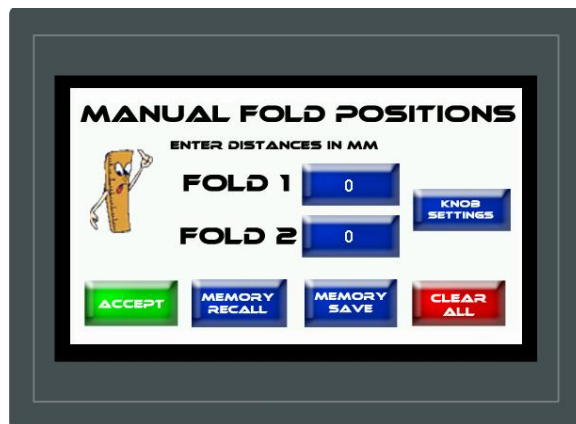 MANUAL FOLD POSITIONS
ENTER DISTANCES IN MM
FOLD 1
0
KNOB
SETTINGS
FOLD 2
0
ACCEPT
MEMORY
RECALL
MEMORY
SAVE
CLEAR
ALL